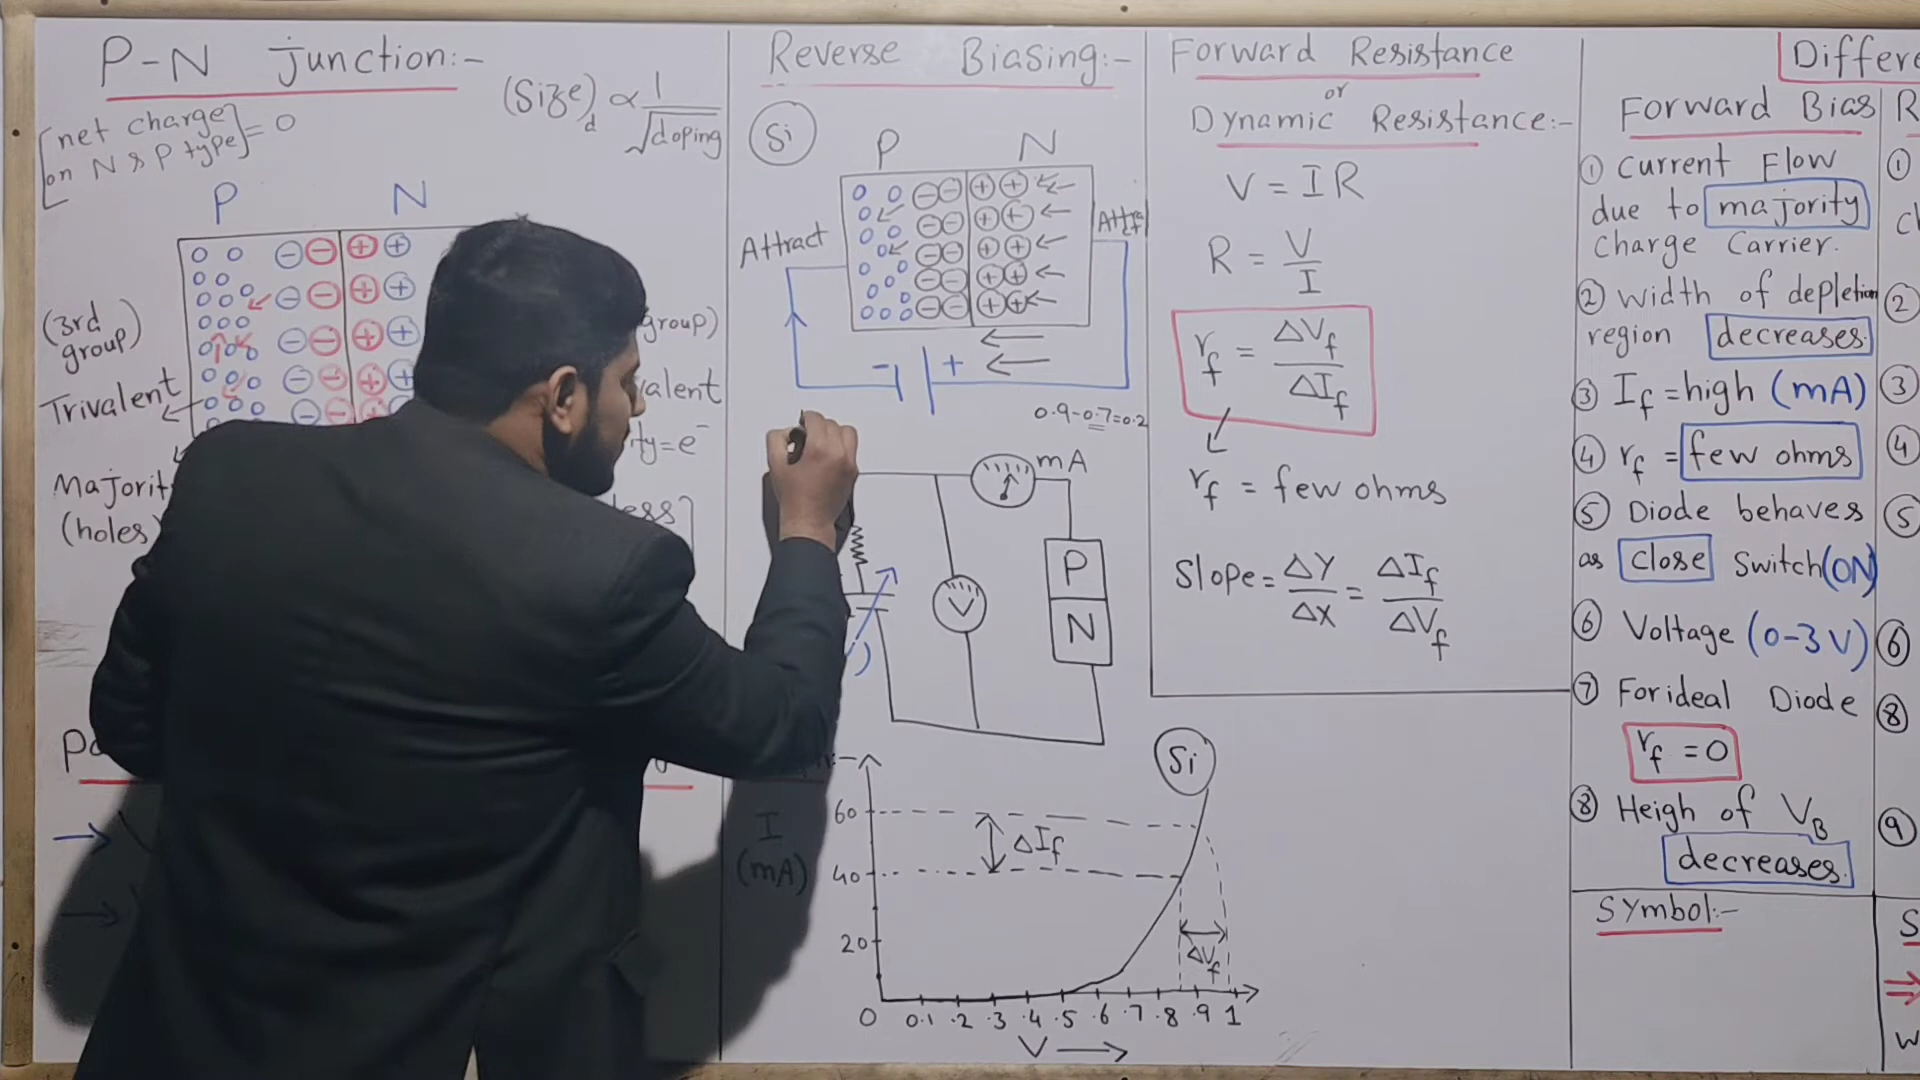 P-N junction:-
(Size)d ∝ 1/√doping
[net charge on N & P type] = 0
P N
(3rd
group)
Trivalent
Majority
(holes)
group)
valent
ty=e⁻
less
Reverse Biasing:-
Si
P N
Attract
- +
0.9-0.7=0.2
mA
V
P
N
Si
I
(mA)
60
40
20
ΔIf
ΔVf
0 0.1 .2 .3 .4 .5 .6 .7 .8 .9 1
V →
Forward Resistance
or
Dynamic Resistance:-
V = IR
R = V/I
rf = ΔVf/ΔIf
rf = few ohms
Slope = ΔY/ΔX = ΔIf/ΔVf
Differe
Forward Bias
① Current Flow
due to majority
charge Carrier.
② Width of depletion
region decreases.
③ If = high (mA)
④ rf = few ohms
⑤ Diode behaves
as close switch (ON)
⑥ Voltage (0-3V)
⑦ For ideal Diode
rf = 0
⑧ Heigh of VB
decreases.
Symbol:-
R
①
②
③
④
⑤
⑥
⑧
⑨
S
W